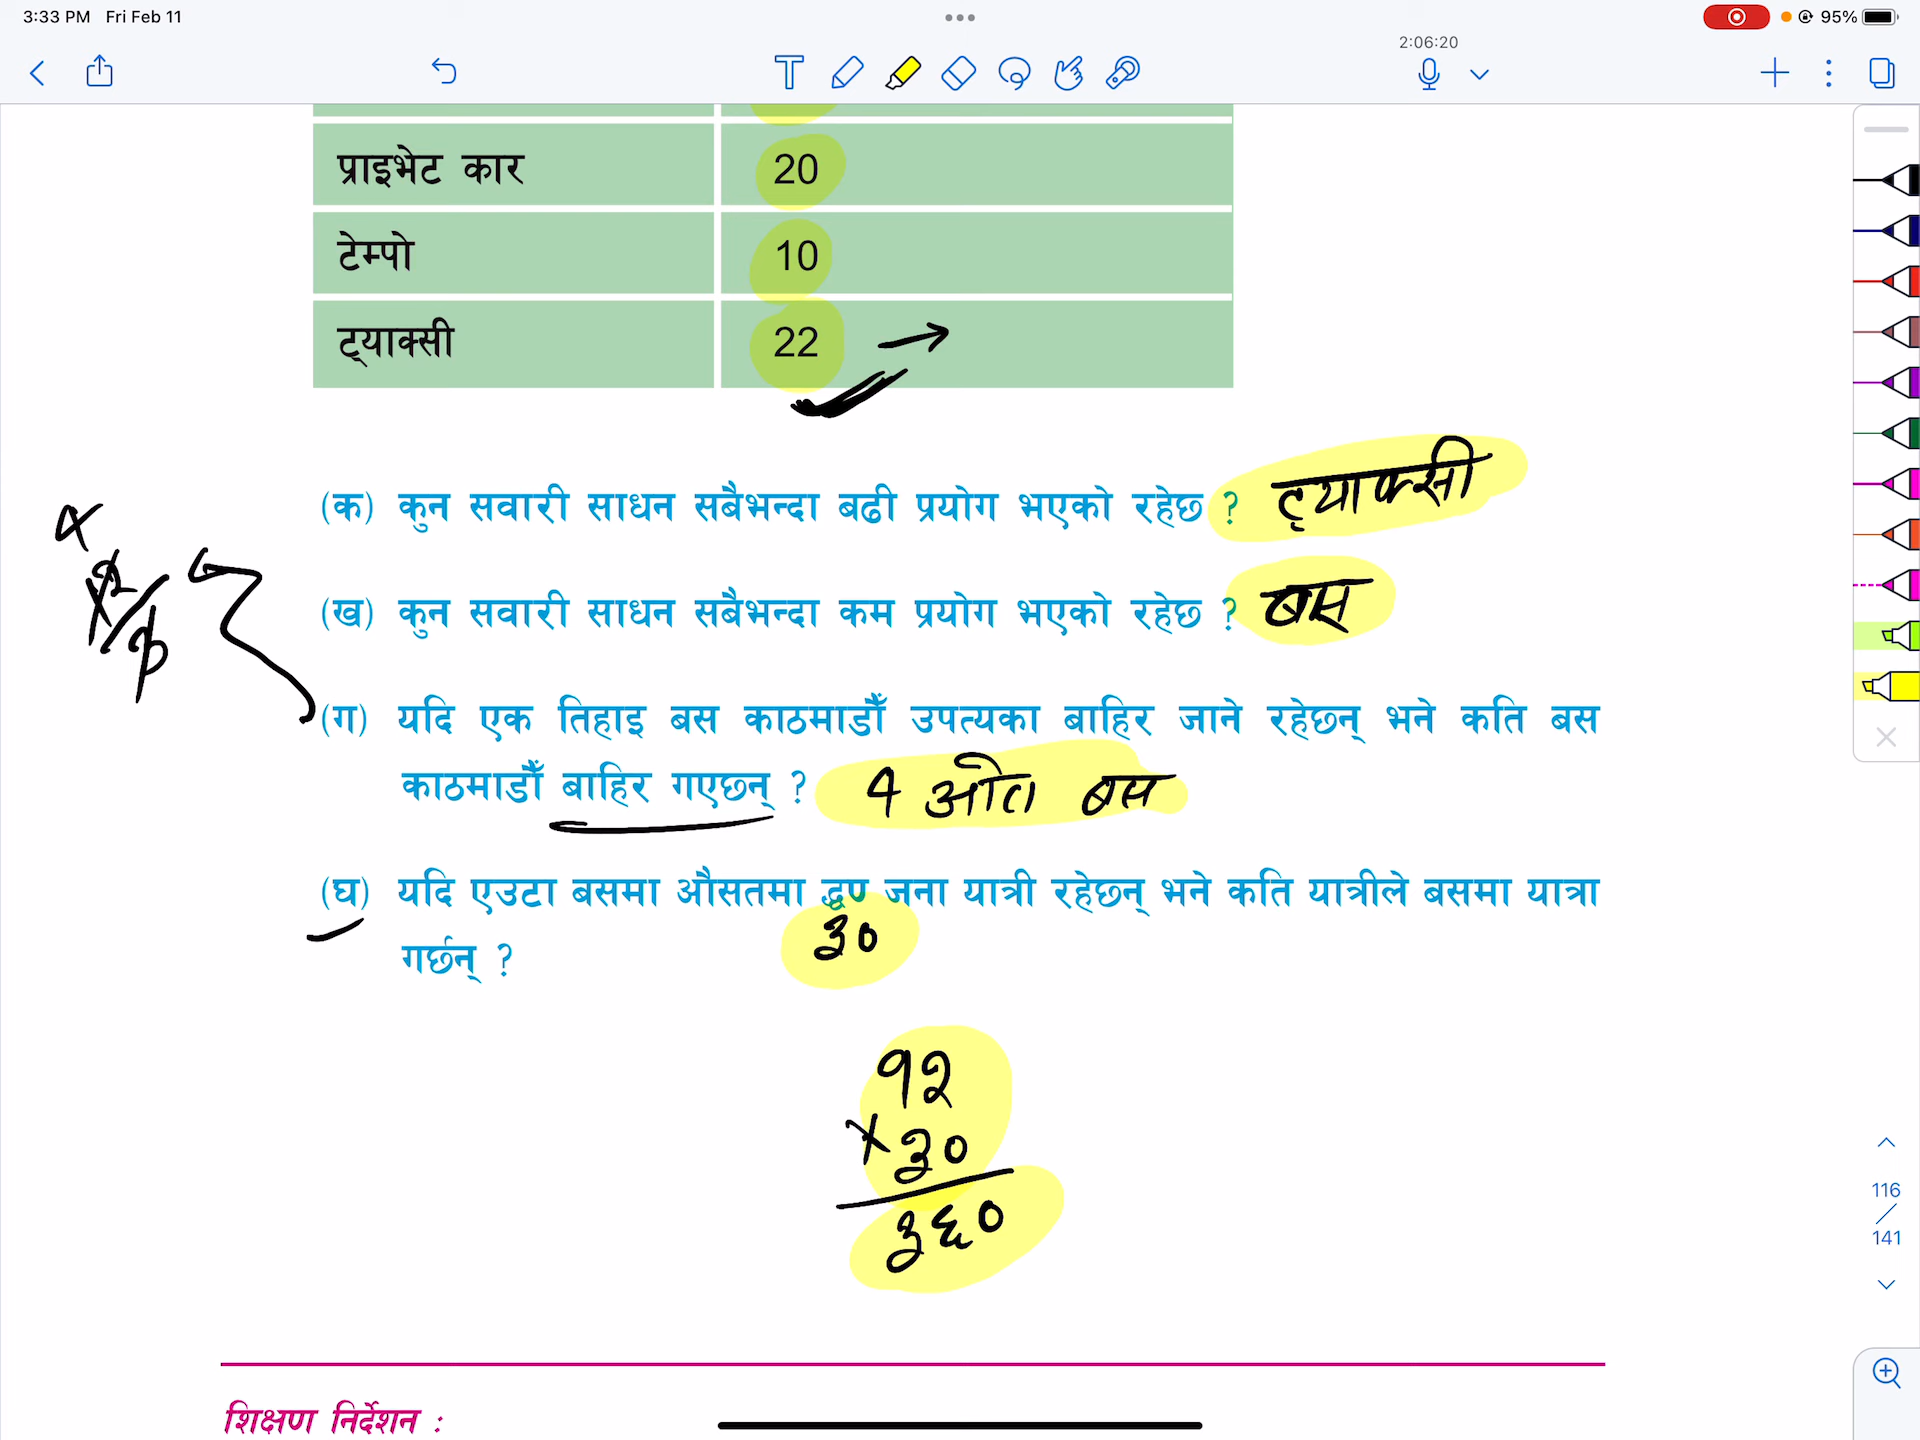 3:33 PM Fri Feb 11
95%
2:06:20
प्राइभेट कार 20
टेम्पो 10
ट्याक्सी 22
(क) कुन सवारी साधन सबैभन्दा बढी प्रयोग भएको रहेछ ? ट्याक्सी
(ख) कुन सवारी साधन सबैभन्दा कम प्रयोग भएको रहेछ ? बस
(ग) यदि एक तिहाइ बस काठमाडौँ उपत्यका बाहिर जाने रहेछन् भने कति बस
काठमाडौँ बाहिर गएछन् ? 4 ओटा बस
(घ) यदि एउटा बसमा औसतमा द्धण जना यात्री रहेछन् भने कति यात्रीले बसमा यात्रा
३०
गर्छन् ?
१२
×३०
३६०
116
/
141
शिक्षण निर्देशन :